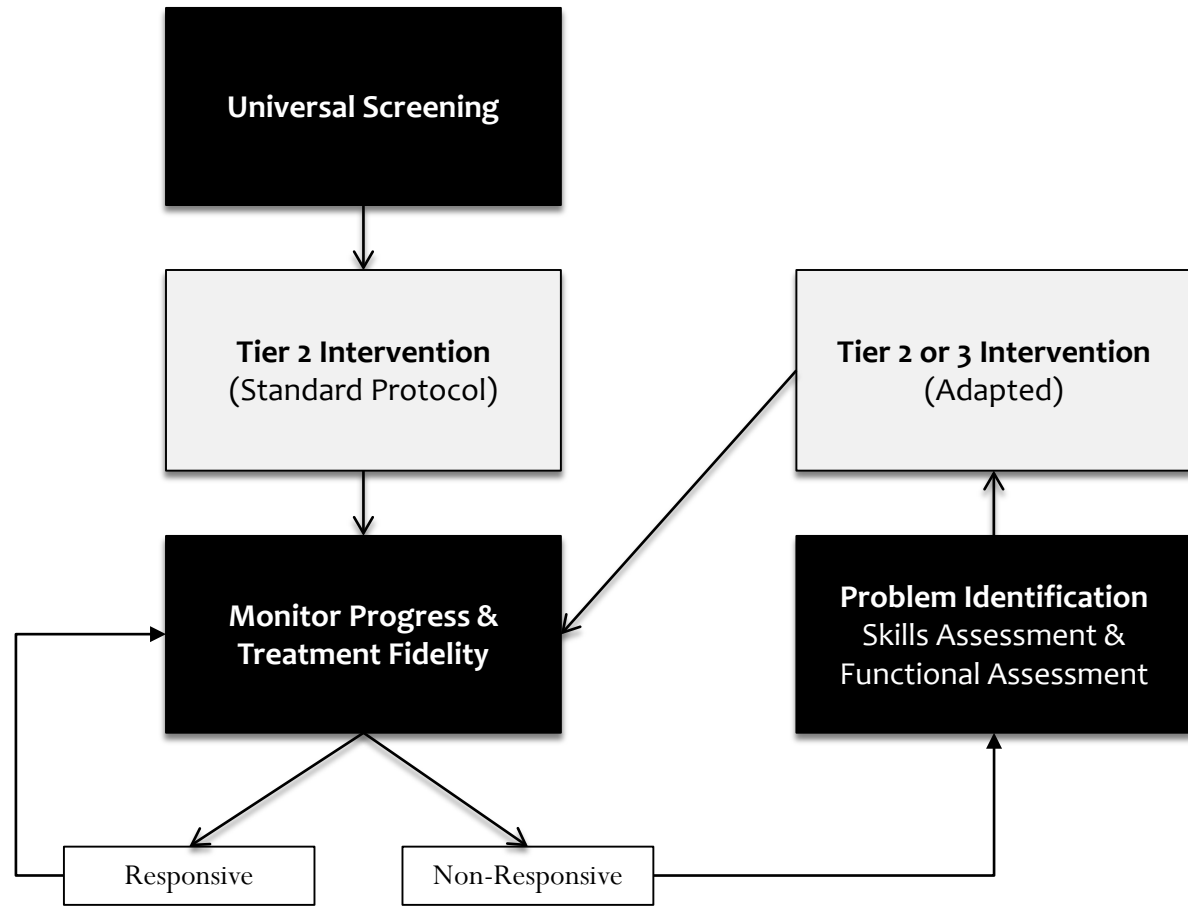 Universal Screening
Tier 2 Intervention
(Standard Protocol)
Tier 2 or 3 Intervention
(Adapted)
Monitor Progress &
Treatment Fidelity
Problem Identification
Skills Assessment &
Functional Assessment
Responsive
Non-Responsive